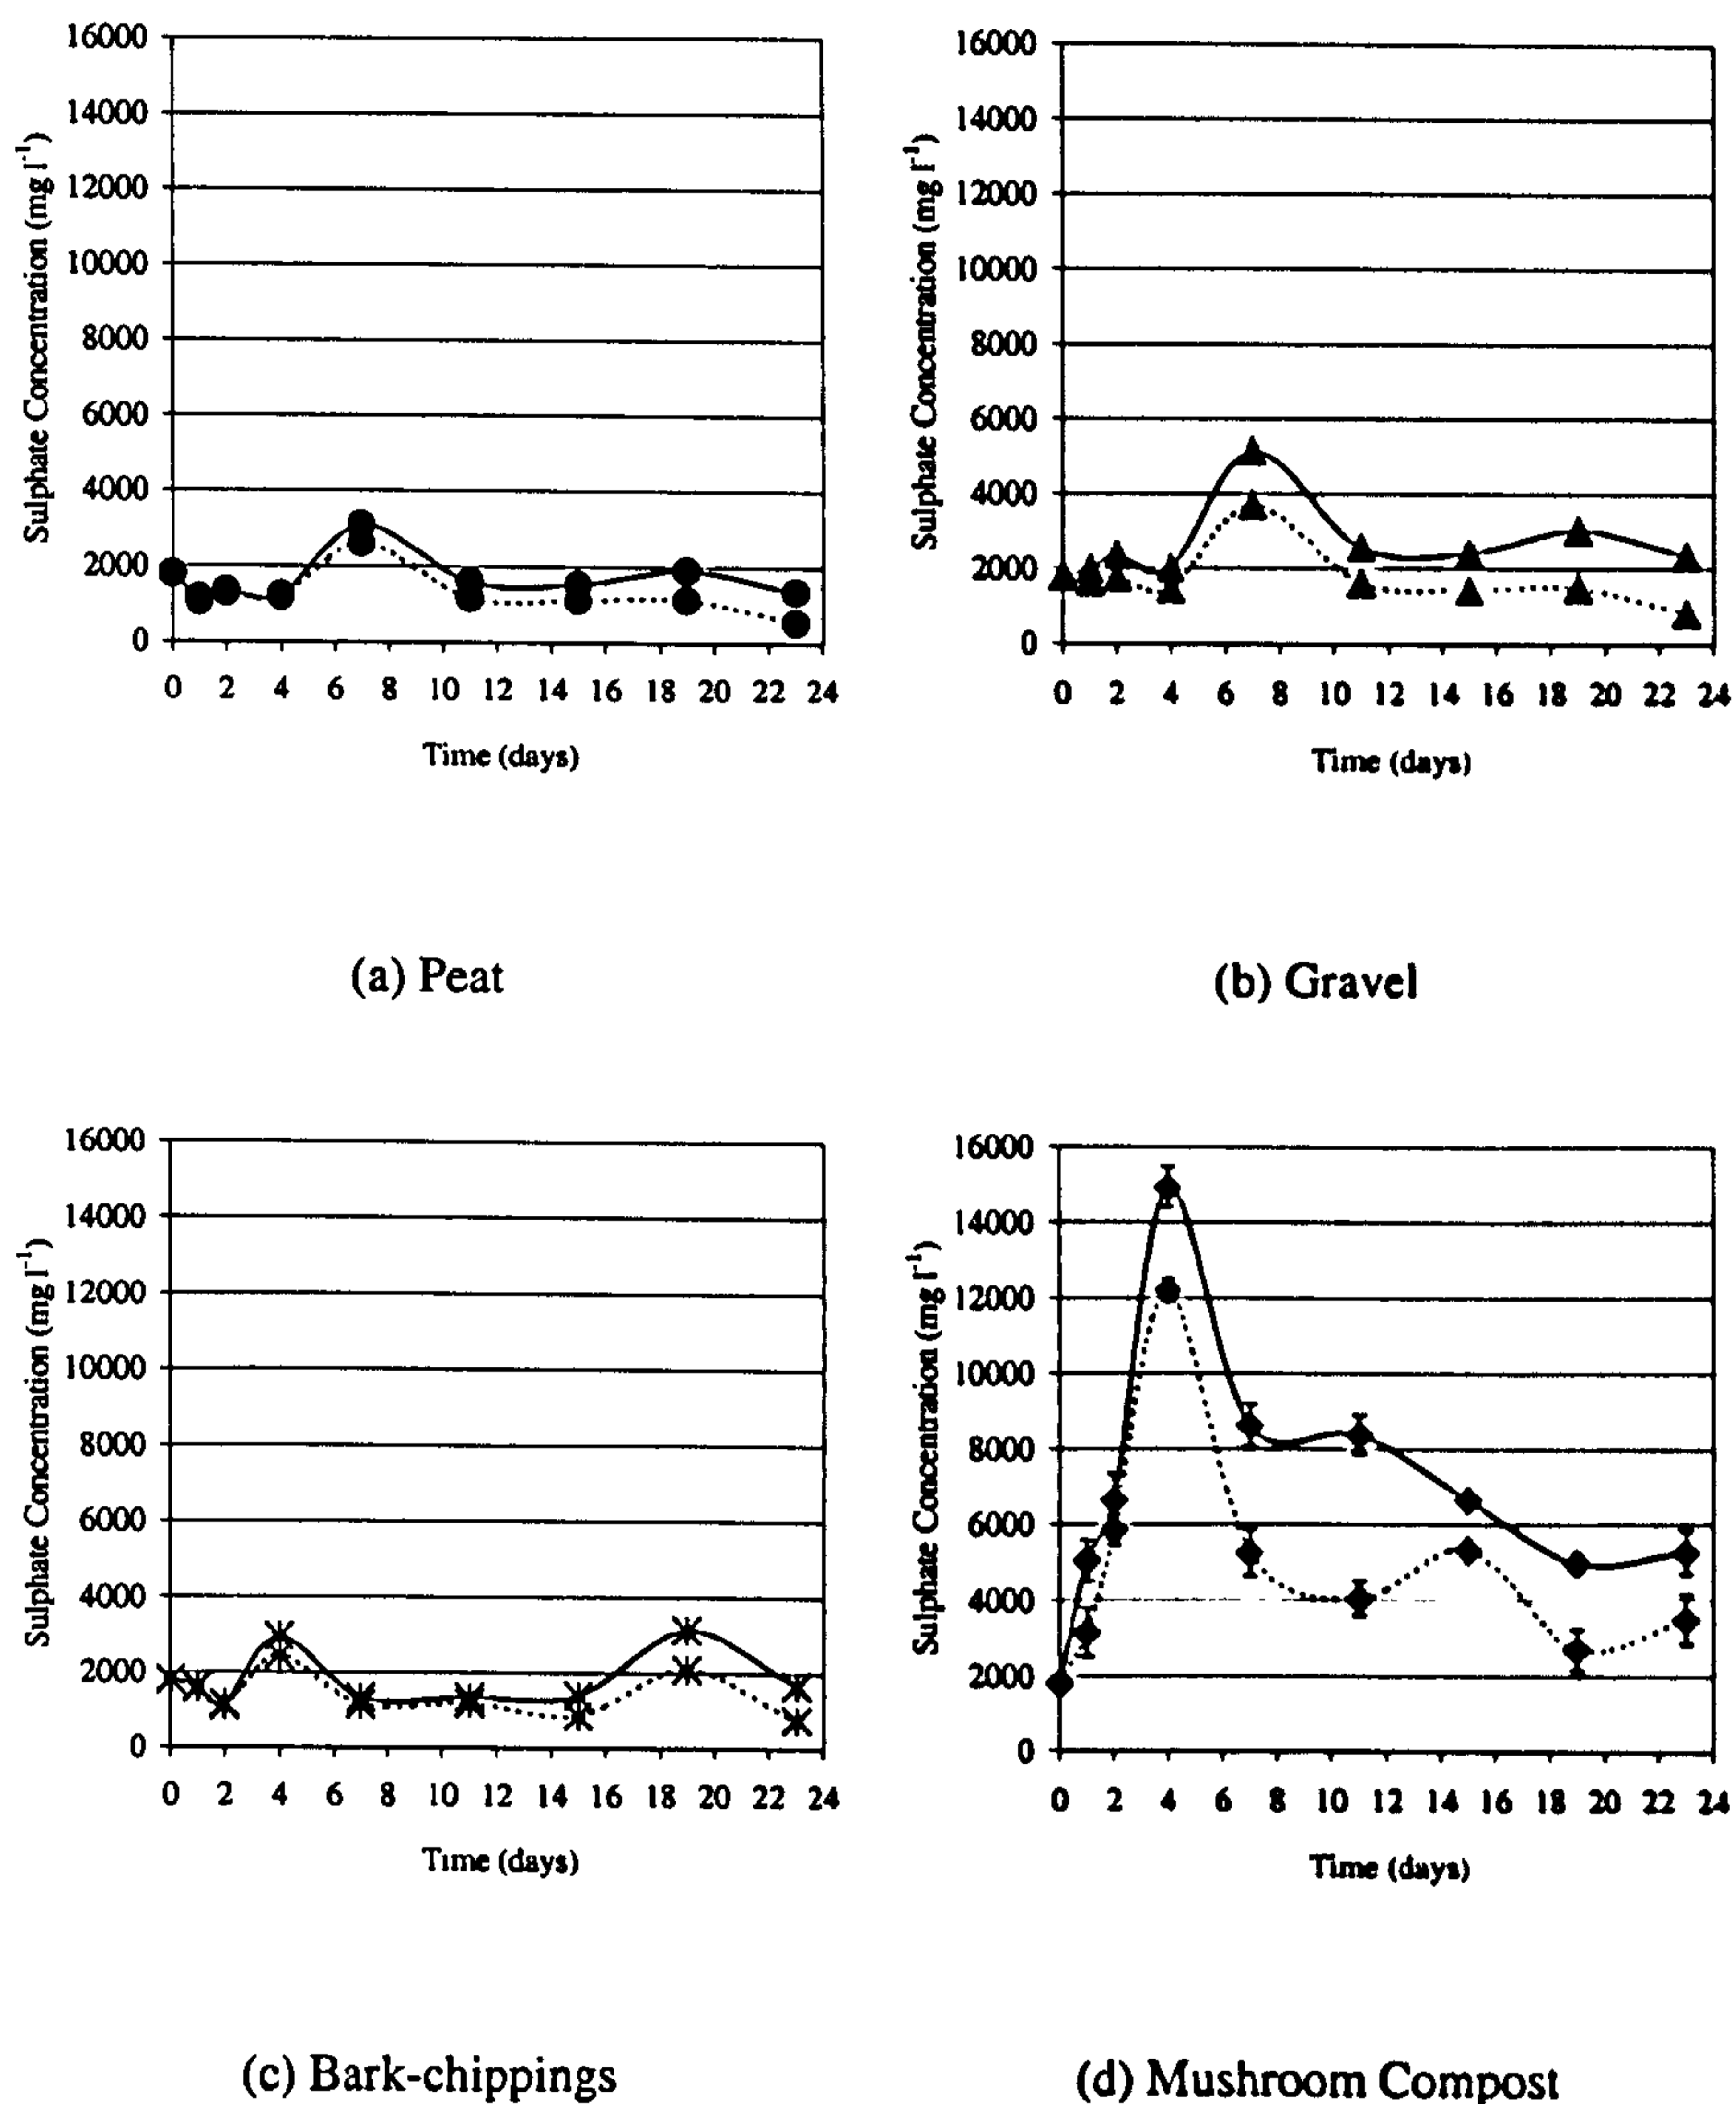 Sulphate Concentration (mg l⁻¹)
16000
14000
12000
10000
8000
6000
4000
2000
0
0 2 4 6 8 10 12 14 16 18 20 22 24
Time (days)
(a) Peat
Sulphate Concentration (mg l⁻¹)
16000
14000
12000
10000
8000
6000
4000
2000
0
0 2 4 6 8 10 12 14 16 18 20 22 24
Time (days)
(b) Gravel
Sulphate Concentration (mg l⁻¹)
16000
14000
12000
10000
8000
6000
4000
2000
0
0 2 4 6 8 10 12 14 16 18 20 22 24
Time (days)
(c) Bark-chippings
Sulphate Concentration (mg l⁻¹)
16000
14000
12000
10000
8000
6000
4000
2000
0
0 2 4 6 8 10 12 14 16 18 20 22 24
Time (days)
(d) Mushroom Compost